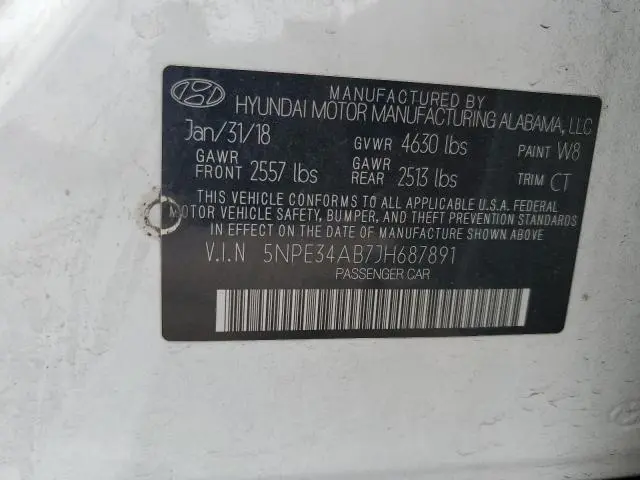 MANUFACTURED BY
HYUNDAI MOTOR MANUFACTURING ALABAMA, LLC
Jan/31/18 GVWR 4630 lbs PAINT W8
GAWR FRONT 2557 lbs GAWR REAR 2513 lbs TRIM CT
THIS VEHICLE CONFORMS TO ALL APPLICABLE U.S.A. FEDERAL
MOTOR VEHICLE SAFETY, BUMPER, AND THEFT PREVENTION STANDARDS
IN EFFECT ON THE DATE OF MANUFACTURE SHOWN ABOVE.
V.I.N 5NPE34AB7JH687891
PASSENGER CAR